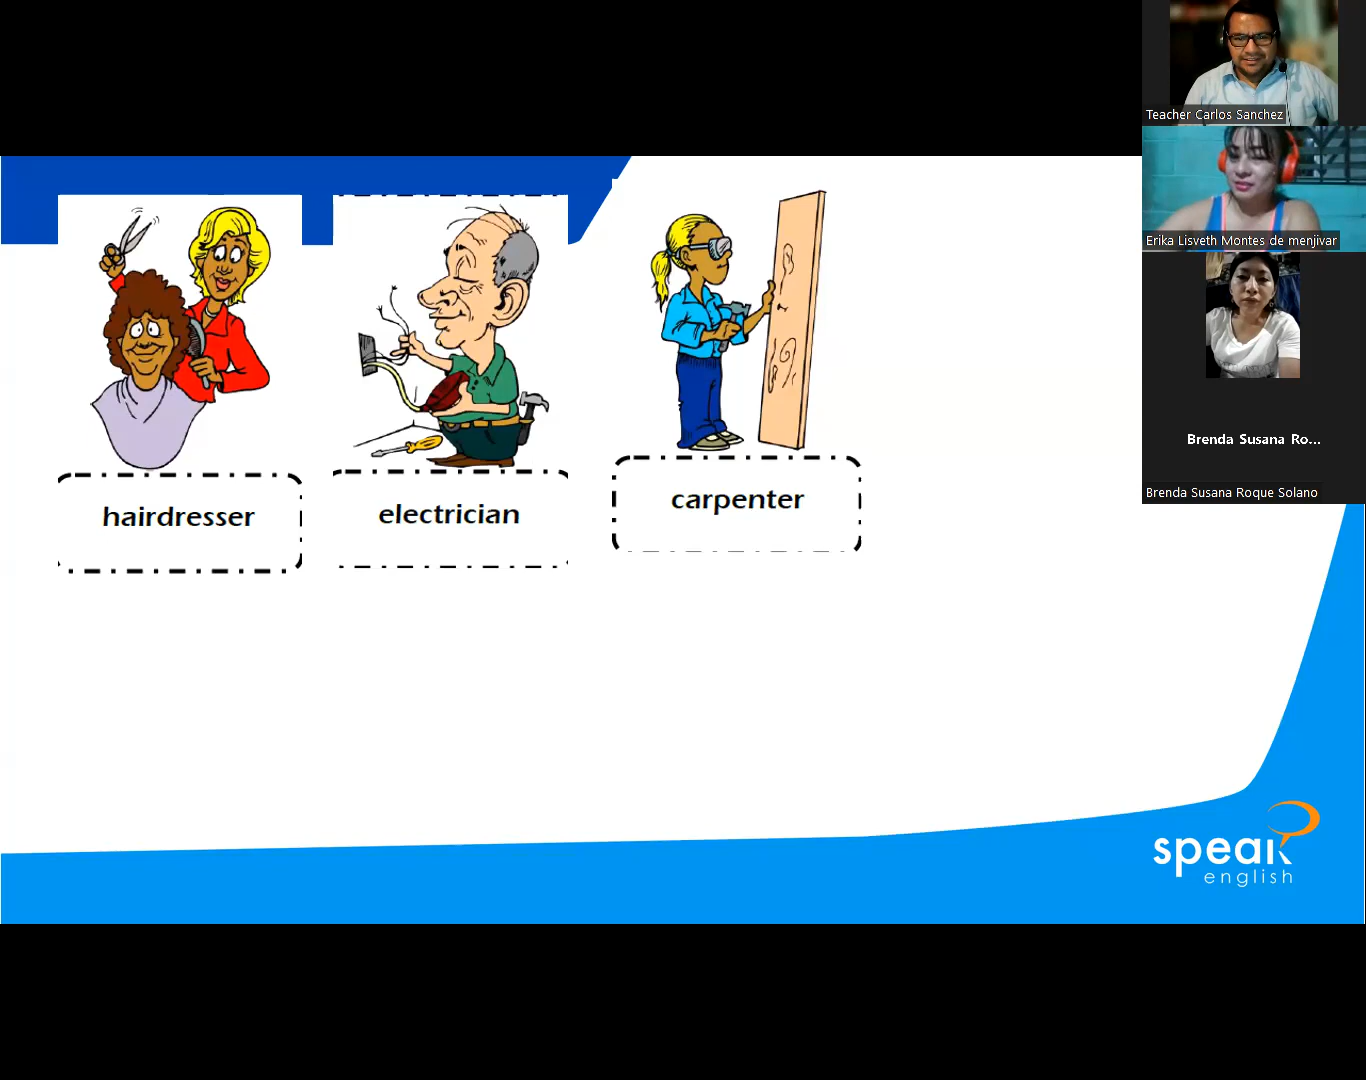 Teacher Carlos Sanchez
Erika Lisveth Montes de menjivar
Brenda Susana Ro...
Brenda Susana Roque Solano
hairdresser
electrician
carpenter
speak
english